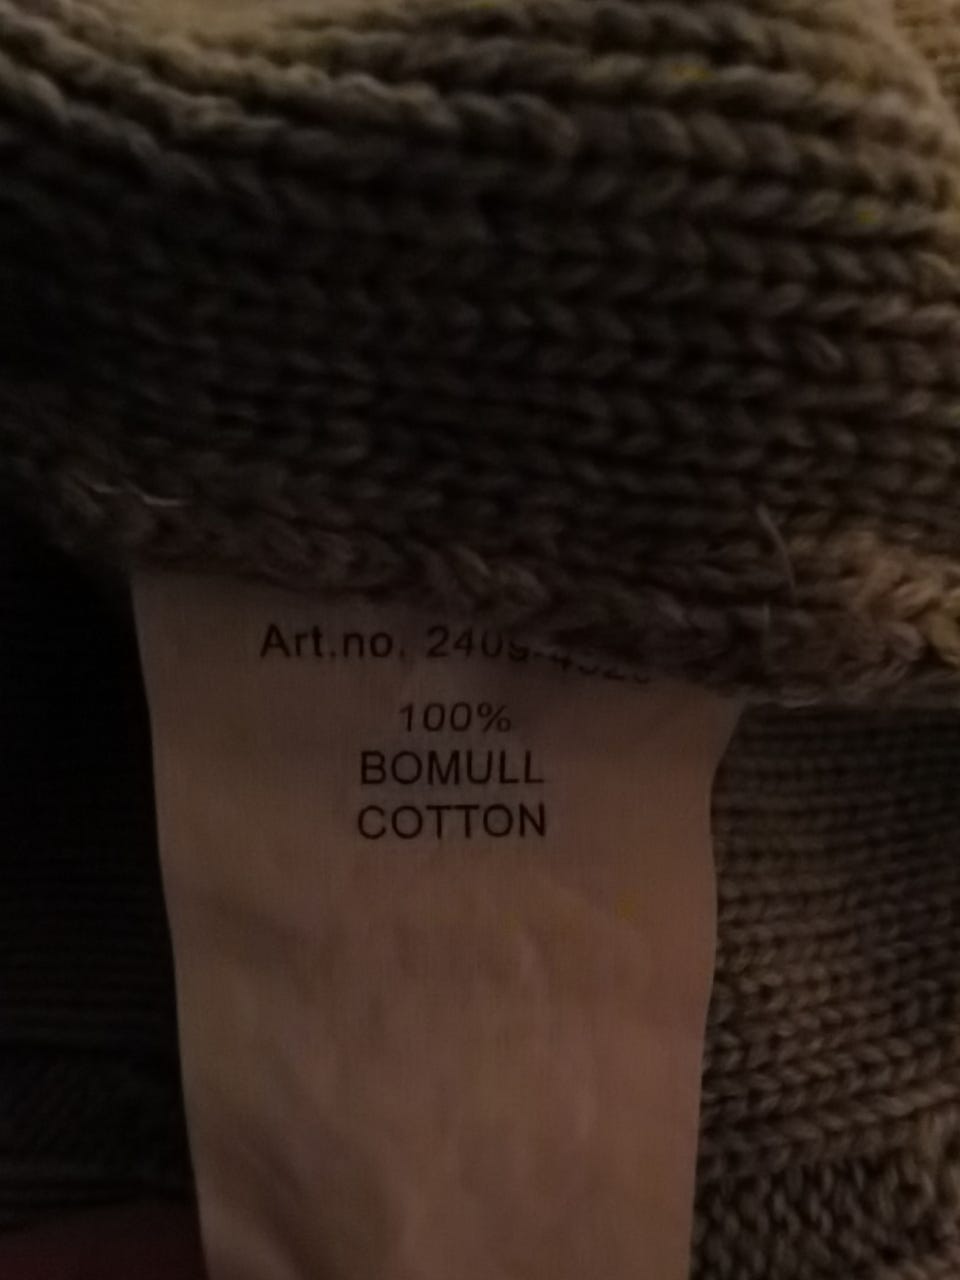 Art.no.
100%
BOMULL
COTTON